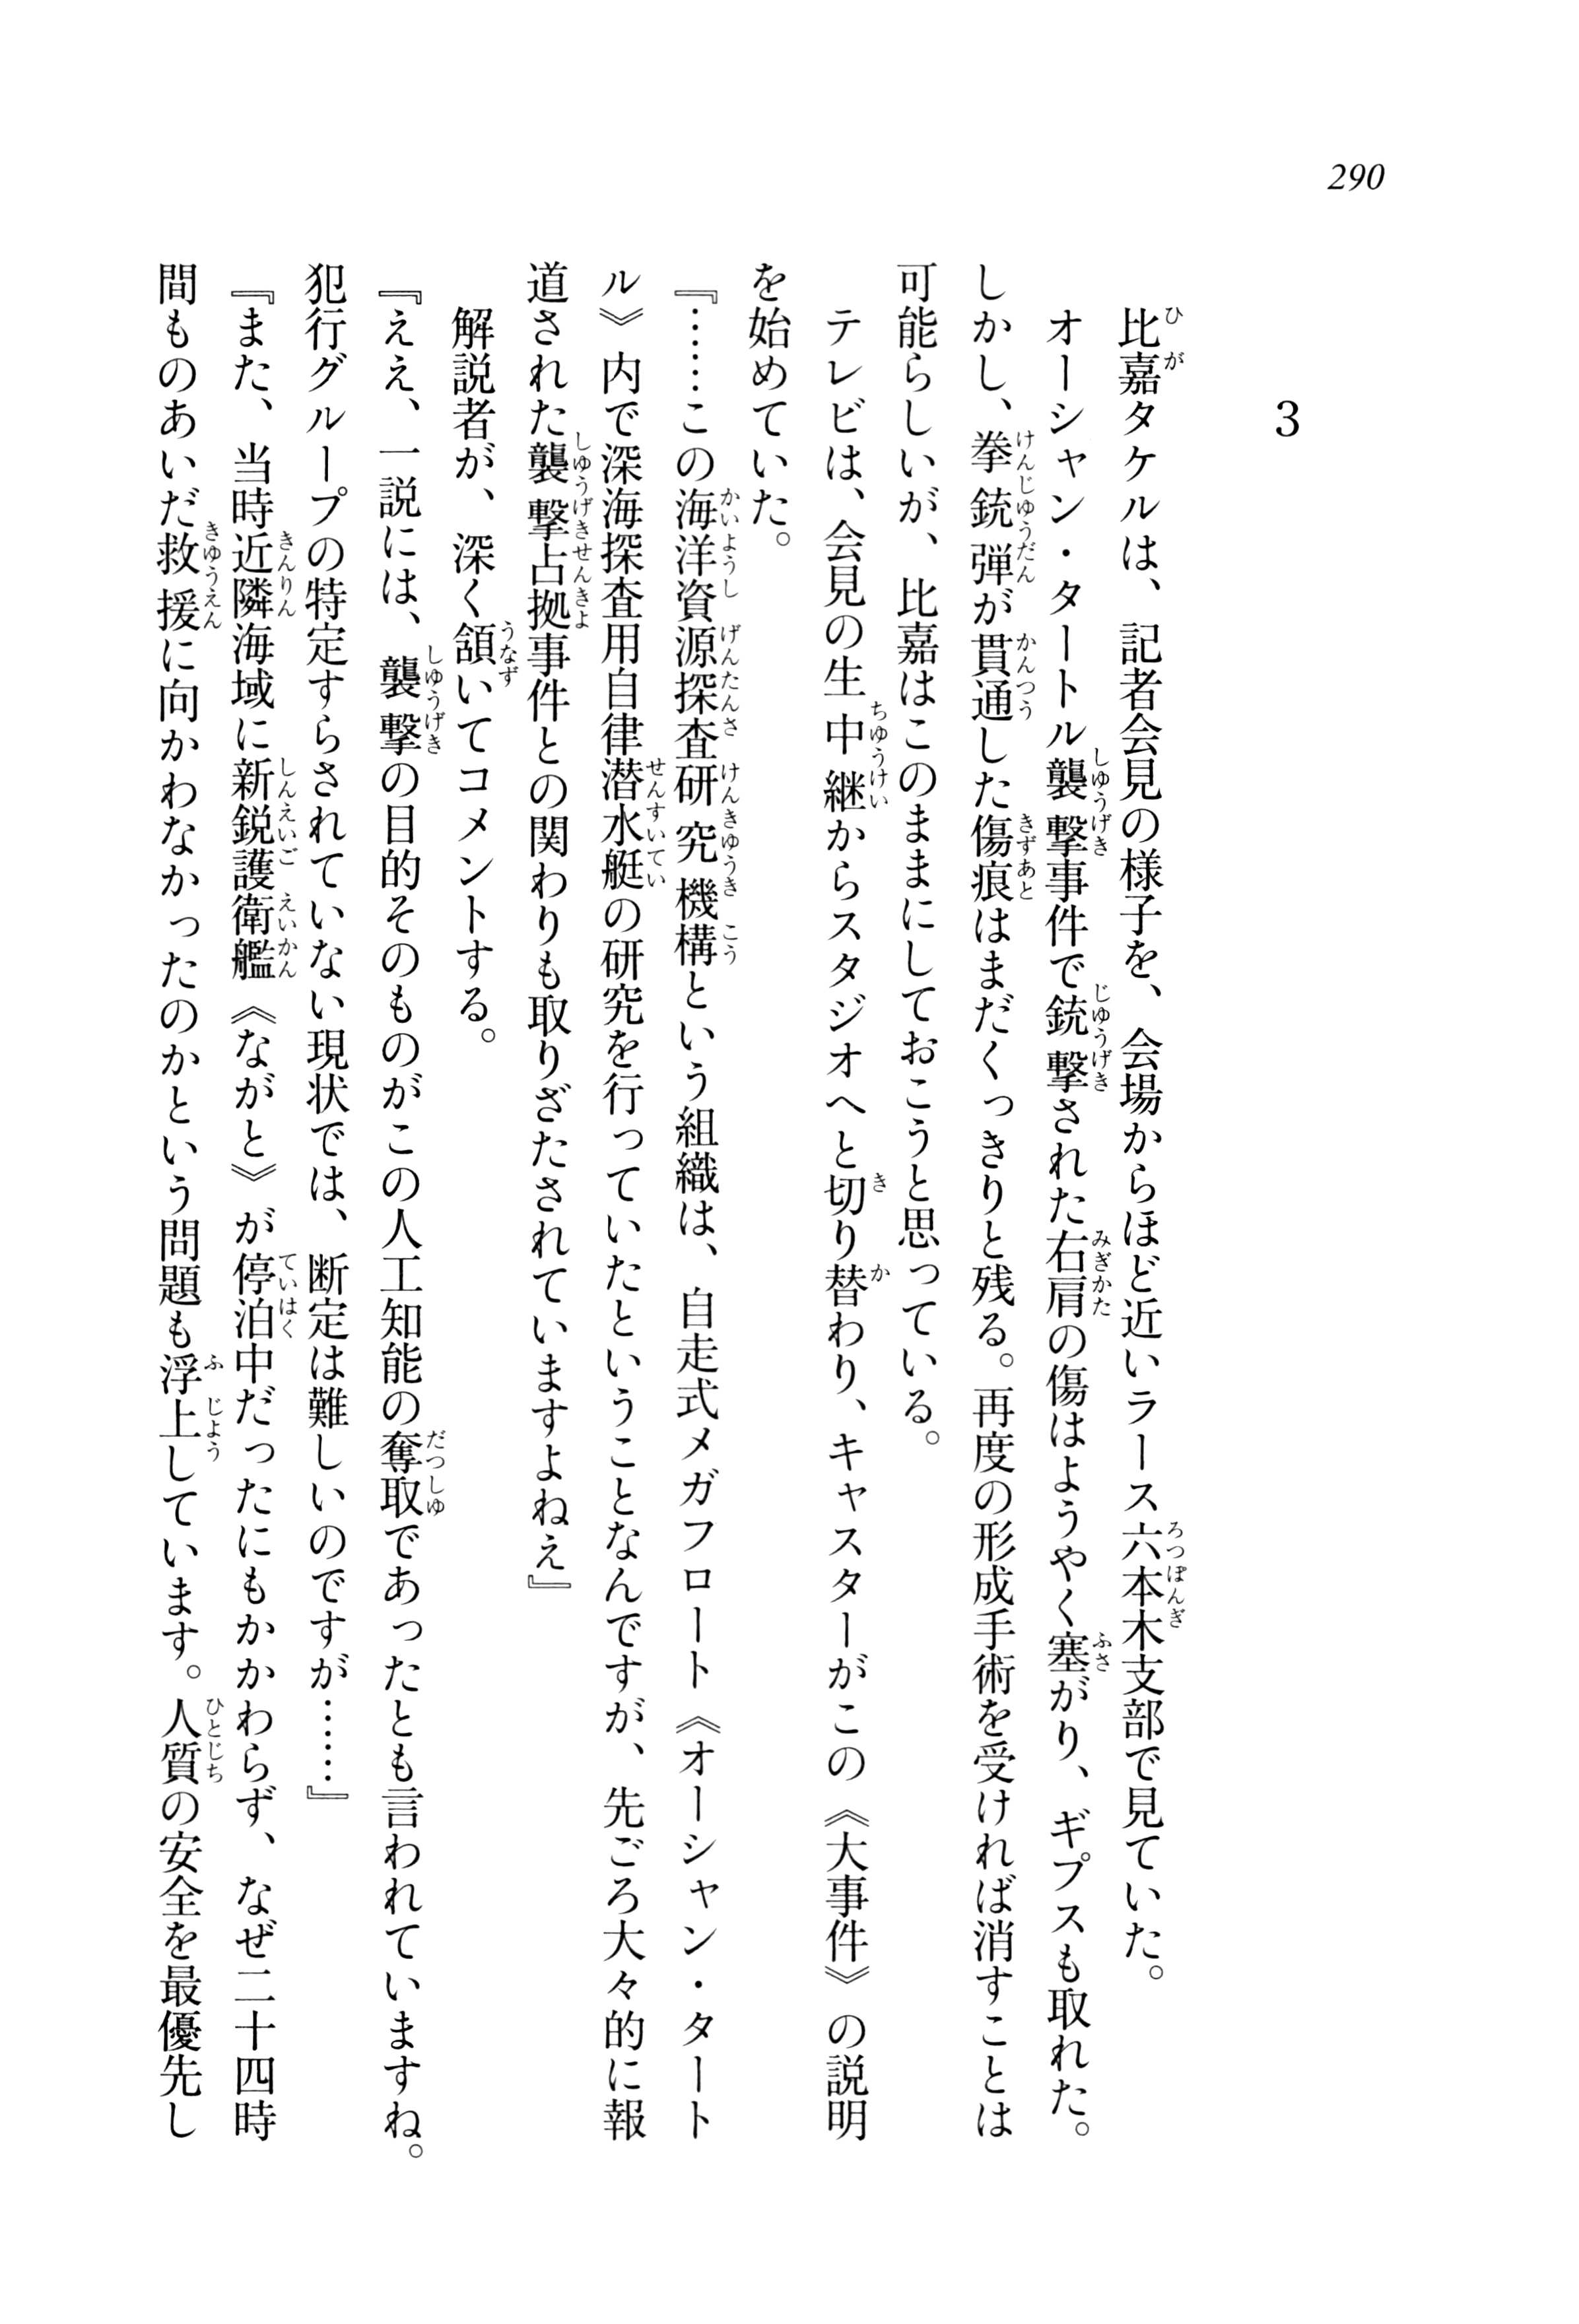 290
3
比嘉タケルは、記者会見の様子を、会場からほど近いラース六本木支部で見ていた。
オーシャン・タートル襲撃事件で銃撃された右肩の傷はようやく塞がり、ギプスも取れた。
しかし、拳銃弾が貫通した傷痕はまだくっきりと残る。再度の形成手術を受ければ消すことは
可能らしいが、比嘉はこのままにしておこうと思っている。
テレビは、会見の生中継からスタジオへと切り替わり、キャスターがこの《大事件》の説明
を始めていた。
『……この海洋資源探査研究機構という組織は、自走式メガフロート《オーシャン・タート
ル》内で深海探査用自律潜水艇の研究を行っていたということなんですが、先ごろ大々的に報
道された襲撃占拠事件との関わりも取りざたされていますよねえ』
解説者が、深く頷いてコメントする。
『ええ、一説には、襲撃の目的そのものがこの人工知能の奪取であったとも言われていますね。
犯行グループの特定すらされていない現状では、断定は難しいのですが……』
『また、当時近隣海域に新鋭護衛艦《ながと》が停泊中だったにもかかわらず、なぜ二十四時
間ものあいだ救援に向かわなかったのかという問題も浮上しています。人質の安全を最優先し